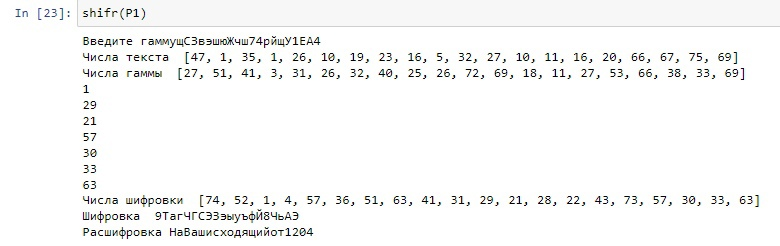 In [23]: shifr(P1)
Введите гаммущСЗвэшюЖчш74рйщУ1ЕА4
Числа текста [47, 1, 35, 1, 26, 10, 19, 23, 16, 5, 32, 27, 10, 11, 16, 20, 66, 67, 75, 69]
Числа гаммы [27, 51, 41, 3, 31, 26, 32, 40, 25, 26, 72, 69, 18, 11, 27, 53, 66, 38, 33, 69]
1
29
21
57
30
33
63
Числа шифровки [74, 52, 1, 4, 57, 36, 51, 63, 41, 31, 29, 21, 28, 22, 43, 73, 57, 30, 33, 63]
Шифровка 9ТагЧГСЭЗэыуъфЙ8ЧьАЭ
Расшифровка НаВашисходящийот1204